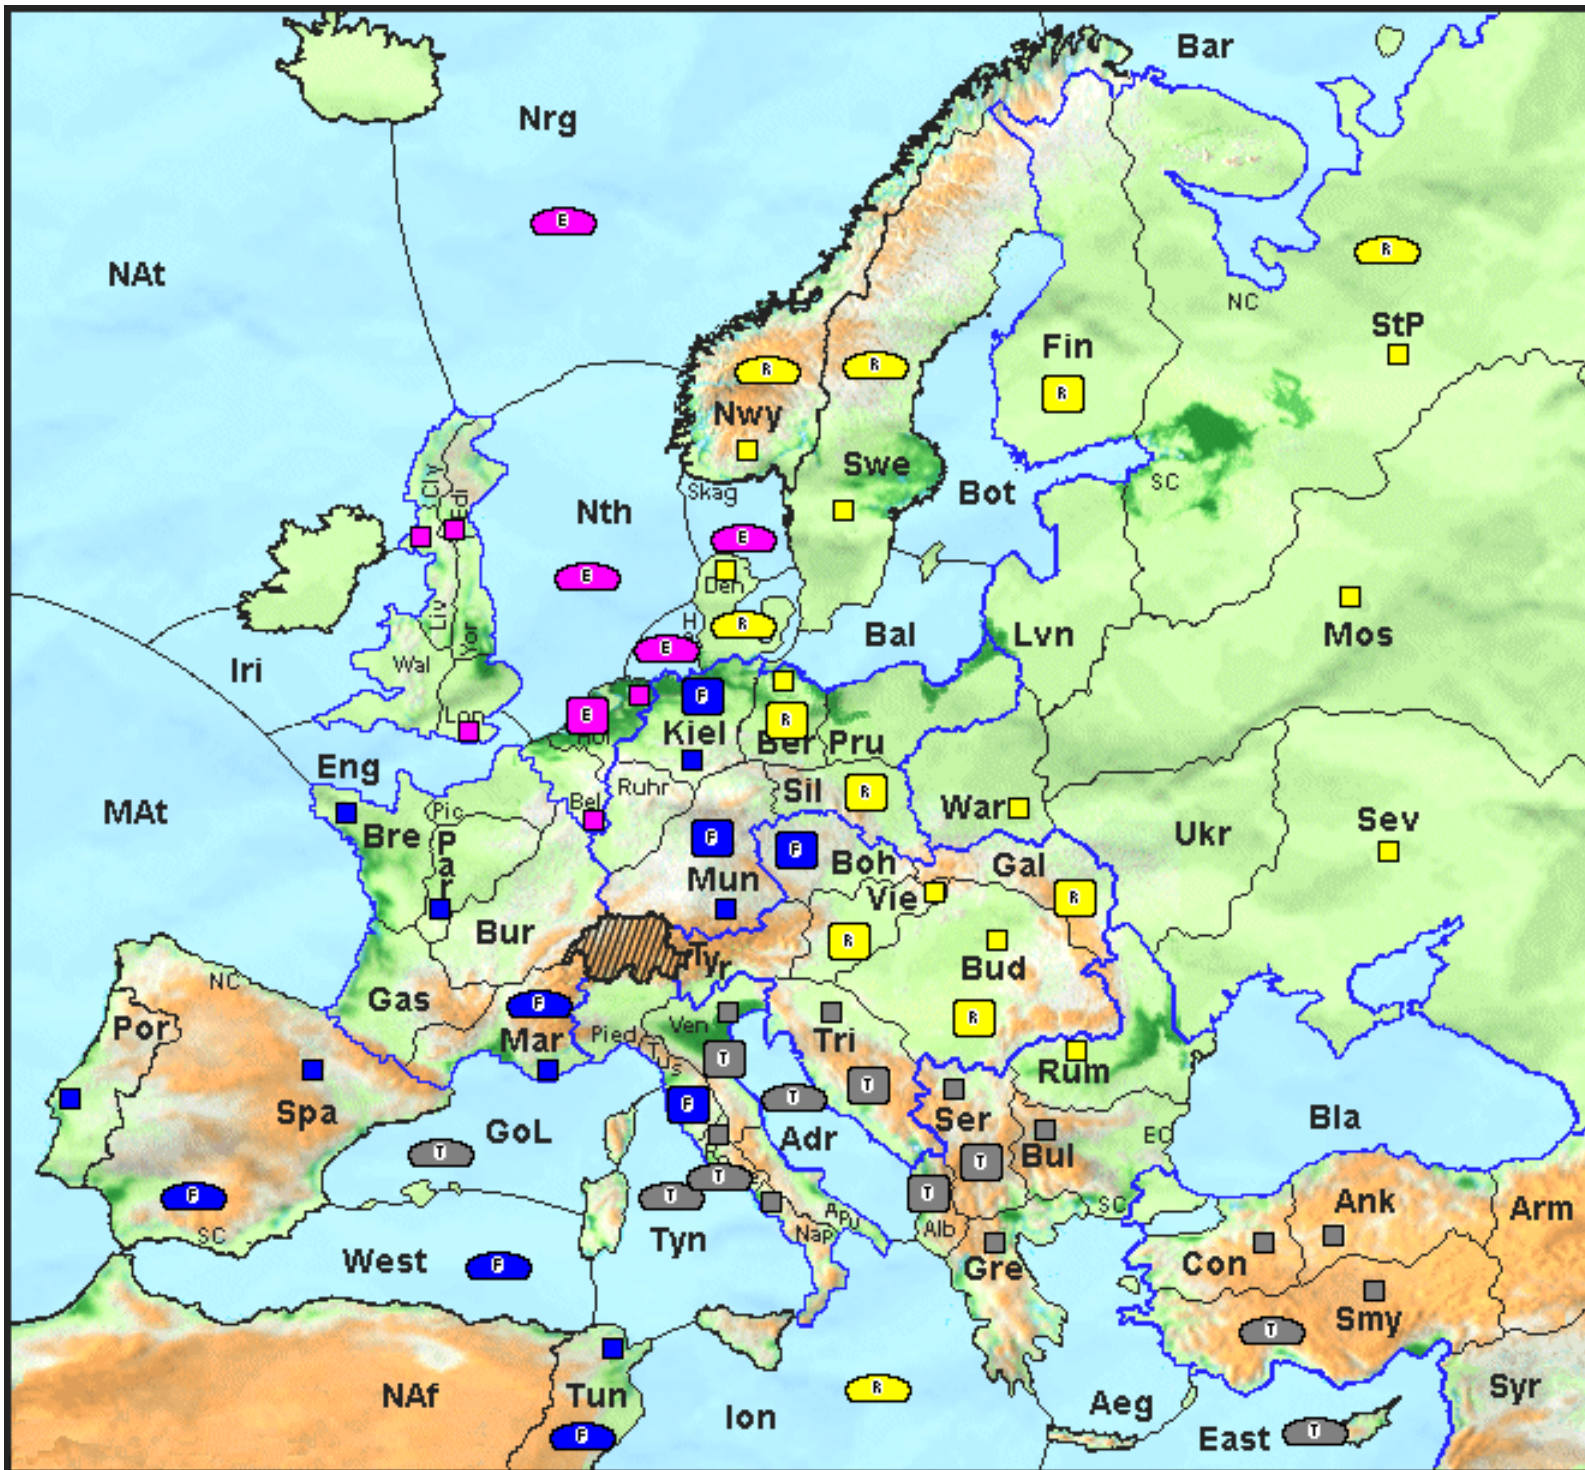 Bar
Nrg
E
NAt
R
NC
StP
Fin
R
R
R
Nwy
Swe
Bot
SC
Skag
Cly
Edl
Nth
E
E
Den
R
H
E
Liv
Yor
Wal
Iri
Bal
Lvn
Mos
Lon
E
Hol
F
Kiel
R
Ber
Pru
Eng
Ruhr
Sil
R
War
Bel
Pic
MAt
Bre
Par
Ukr
Sev
F
F
Boh
Gal
Mun
Vie
R
Bur
R
Bud
Tyr
NC
Gas
F
Mar
Por
Pied
Ven
Tri
R
Rum
Tus
T
T
Spa
GoL
F
T
Adr
Ser
Bla
Bul
EC
T
T
T
T
T
F
SC
Apu
Nap
Alb
SC
Ank
Arm
West
F
Tyn
Gre
Con
Smy
T
NAf
Tun
F
Ion
R
Aeg
East
T
Syr